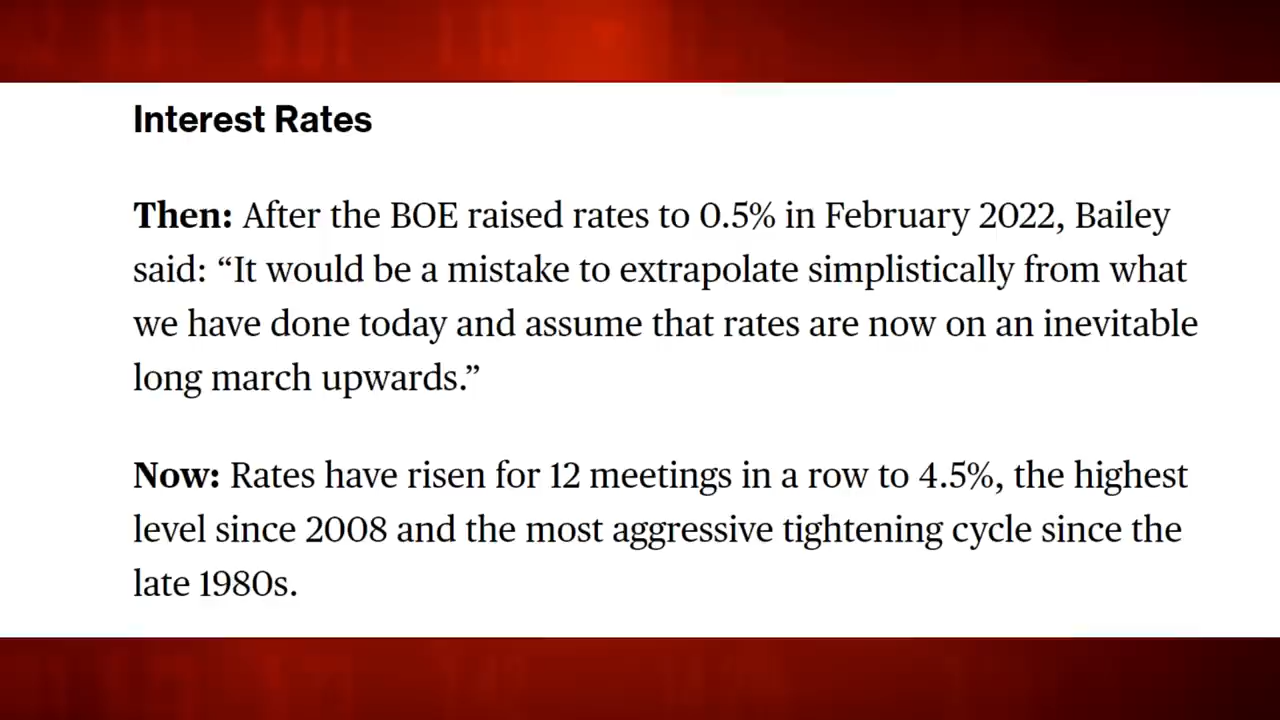 Interest Rates
Then: After the BOE raised rates to 0.5% in February 2022, Bailey
said: “It would be a mistake to extrapolate simplistically from what
we have done today and assume that rates are now on an inevitable
long march upwards.”
Now: Rates have risen for 12 meetings in a row to 4.5%, the highest
level since 2008 and the most aggressive tightening cycle since the
late 1980s.